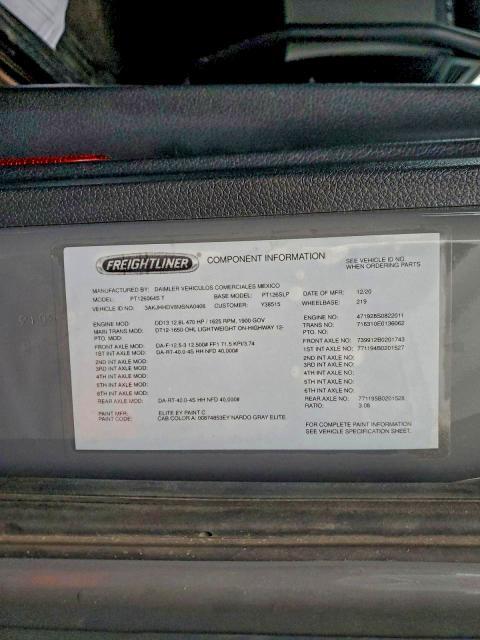 FREIGHTLINER COMPONENT INFORMATION SEE VEHICLE ID NO. WHEN ORDERING PARTS
MANUFACTURED BY: DAIMLER VEHICULOS COMERCIALES MEXICO DATE OF MFR: 12/20
MODEL: PT126064S T BASE MODEL: PT126SLP WHEELBASE: 219
VEHICLE ID NO: CUSTOMER: Y38515
ENGINE MOD: DD13 12.8L 470 HP / 1625 RPM, 1900 GOV ENGINE NO: 471928S0822011
MAIN TRANS MOD: DT12-1650 OHL LIGHTWEIGHT ON-HIGHWAY 12- TRANS NO: 716310E0136062
PTO. MOD: PTO. NO:
FRONT AXLE MOD: DA-F-12.5-3 12,500# FF1 71.5 KPI/3.74 FRONT AXLE NO: 739912B0201743
1ST INT AXLE MOD: DA-RT-40.0-4S HH NFD 40,000# 1ST INT AXLE NO: 771194B0201527
2ND INT AXLE MOD: 2ND INT AXLE NO:
3RD INT AXLE MOD: 3RD INT AXLE NO:
4TH INT AXLE MOD: 4TH INT AXLE NO:
5TH INT AXLE MOD: 5TH INT AXLE NO:
6TH INT AXLE MOD: 6TH INT AXLE NO:
REAR AXLE MOD: DA-RT-40.0-4S HH NFD 40,000# REAR AXLE NO: 771195B0201528
RATIO: 3.08
PAINT MFR: ELITE EY PAINT C
PAINT CODE: CAB COLOR A: 00874853EY NARDO GRAY ELITE
FOR COMPLETE PAINT INFORMATION SEE VEHICLE SPECIFICATION SHEET.